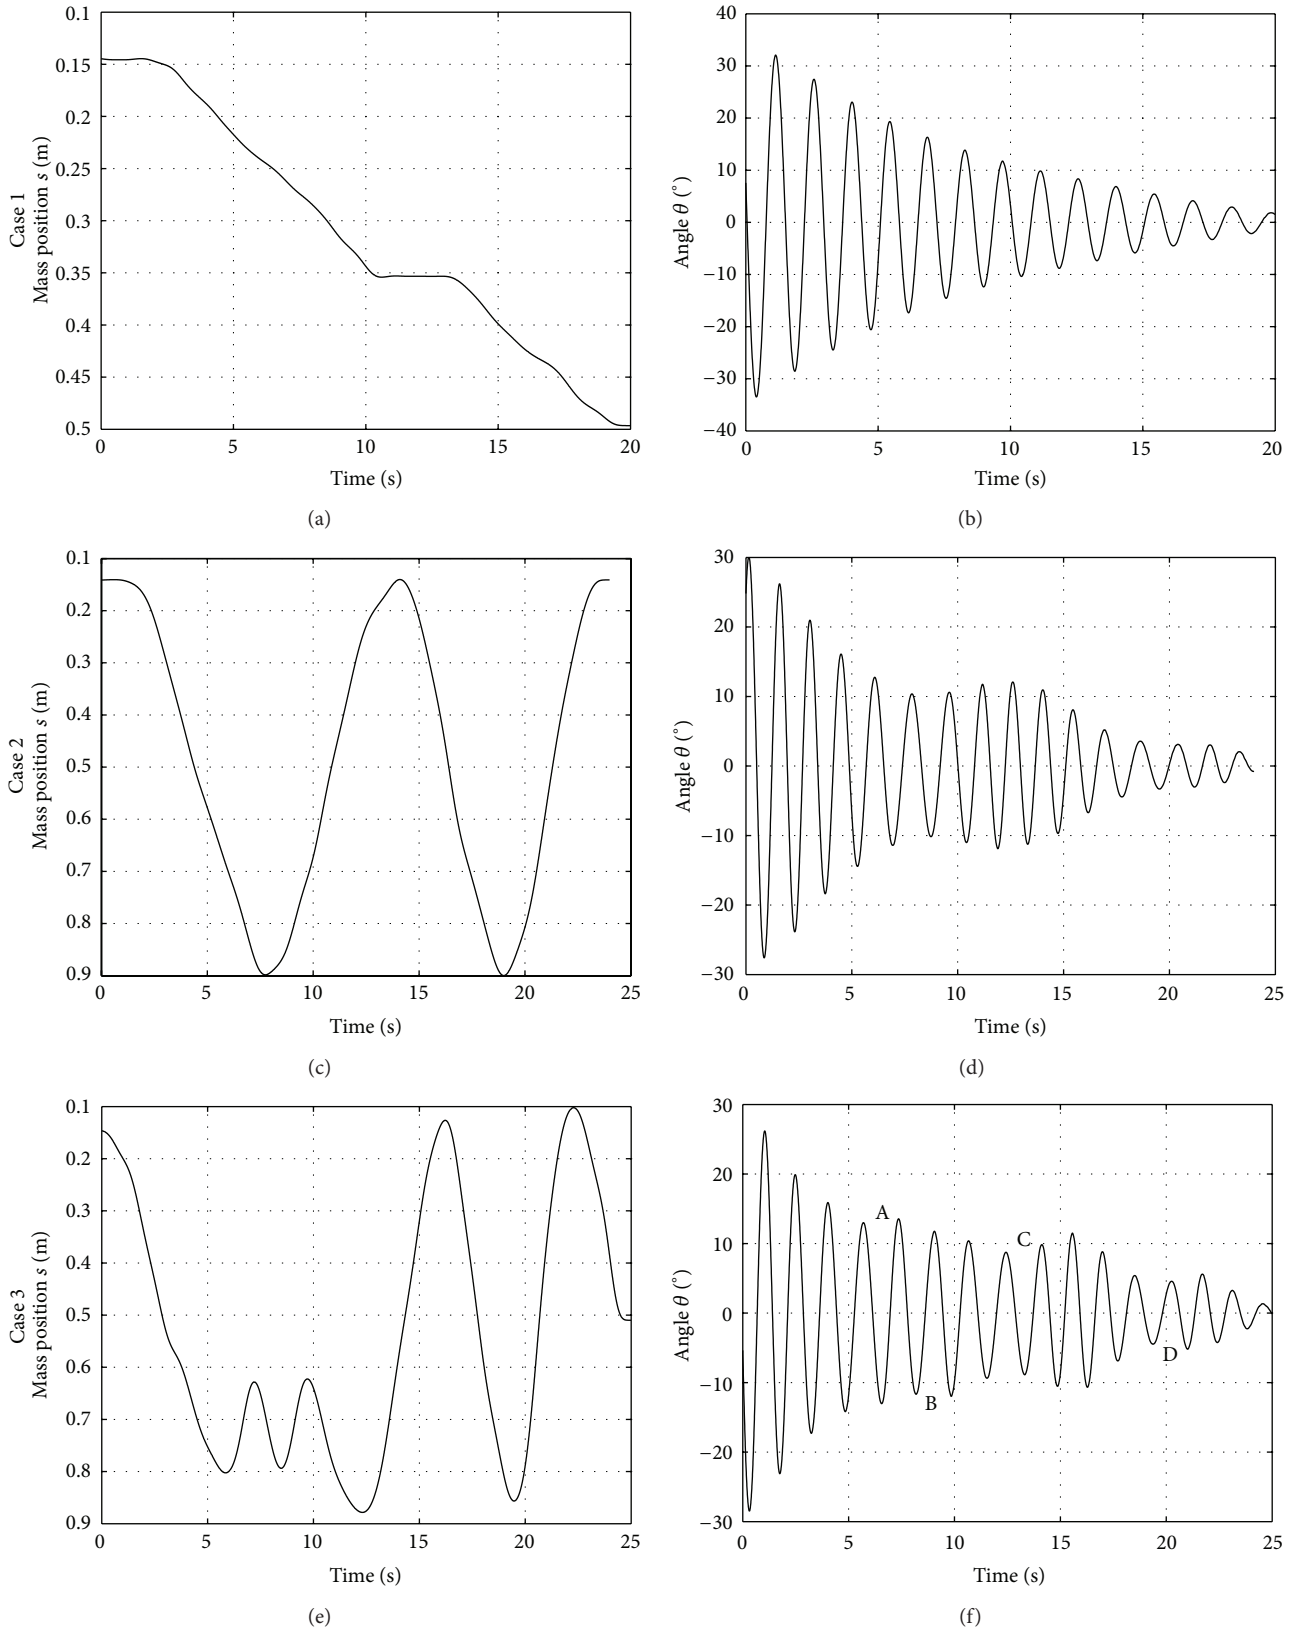 Case 1
Mass position s (m)
0.1
0.15
0.2
0.25
0.3
0.35
0.4
0.45
0.5
0 5 10 15 20
Time (s)
(a)
Angle θ (°)
40
30
20
10
0
−10
−20
−30
−40
0 5 10 15 20
Time (s)
(b)
Case 2
Mass position s (m)
0.1
0.2
0.3
0.4
0.5
0.6
0.7
0.8
0.9
0 5 10 15 20 25
Time (s)
(c)
Angle θ (°)
30
20
10
0
−10
−20
−30
0 5 10 15 20 25
Time (s)
(d)
Case 3
Mass position s (m)
0.1
0.2
0.3
0.4
0.5
0.6
0.7
0.8
0.9
0 5 10 15 20 25
Time (s)
(e)
Angle θ (°)
30
20
10
0
−10
−20
−30
A
B
C
D
0 5 10 15 20 25
Time (s)
(f)